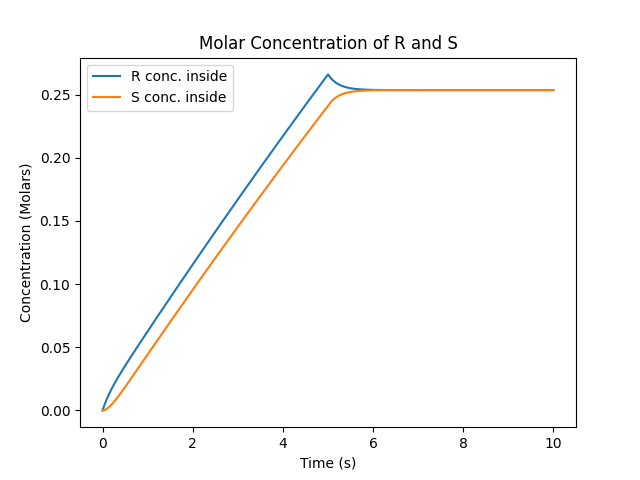 Molar Concentration of R and S
R conc. inside
S conc. inside
Concentration (Molars)
0.25
0.20
0.15
0.10
0.05
0.00
0 2 4 6 8 10
Time (s)